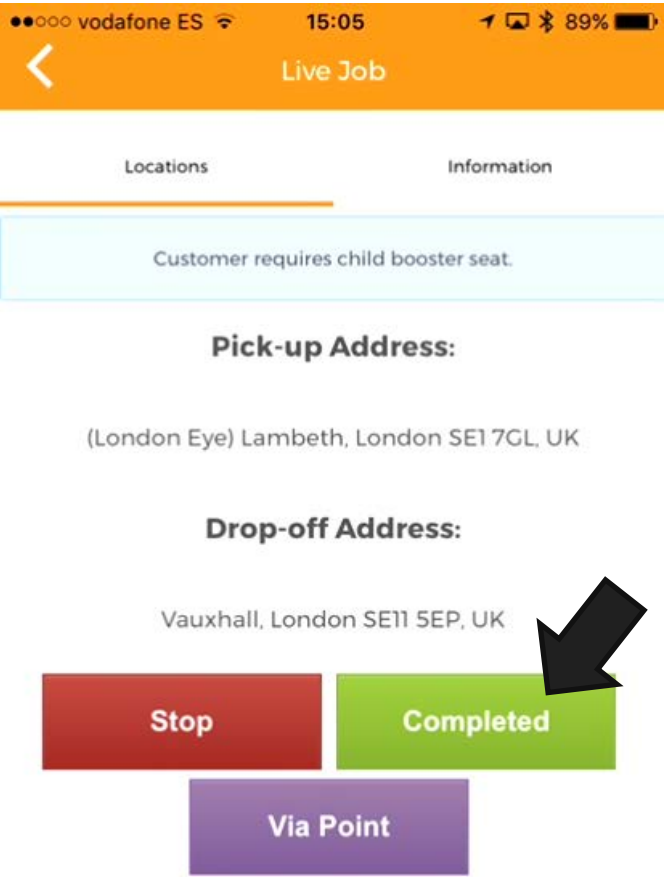 vodafone ES 15:05 89%
Live Job
Locations Information
Customer requires child booster seat.
Pick-up Address:
(London Eye) Lambeth, London SE1 7GL, UK
Drop-off Address:
Vauxhall, London SE11 5EP, UK
Stop Completed
Via Point